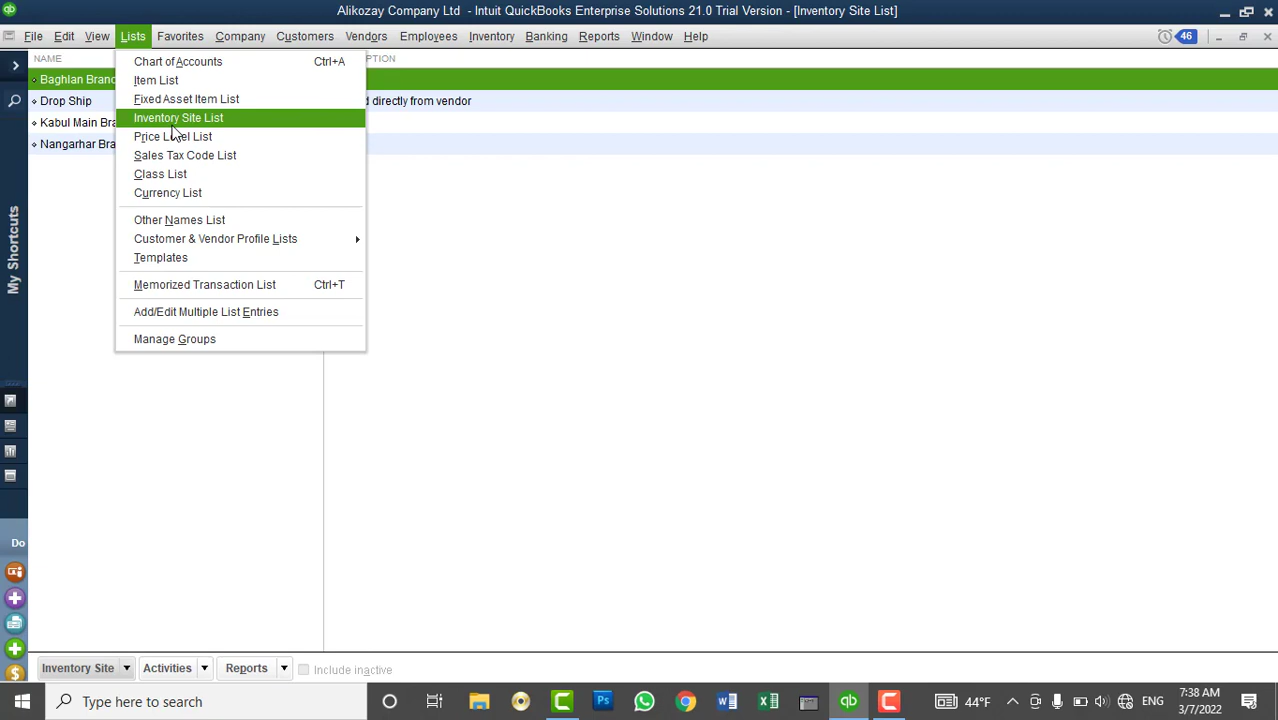 Alikozay Company Ltd - Intuit QuickBooks Enterprise Solutions 21.0 Trial Version - [Inventory Site List]
File Edit View Lists Favorites Company Customers Vendors Employees Inventory Banking Reports Window Help 46
NAME PTION
Chart of Accounts Ctrl+A
Item List
Fixed Asset Item List
Inventory Site List
Price Level List
Sales Tax Code List
Class List
Currency List
Other Names List
Customer & Vendor Profile Lists
Templates
Memorized Transaction List Ctrl+T
Add/Edit Multiple List Entries
Manage Groups
Baghlan Branc
Drop Ship d directly from vendor
Kabul Main Bra
Nangarhar Bra
My Shortcuts
Do
Inventory Site Activities Reports Include inactive
Type here to search
44°F ENG
7:38 AM
3/7/2022